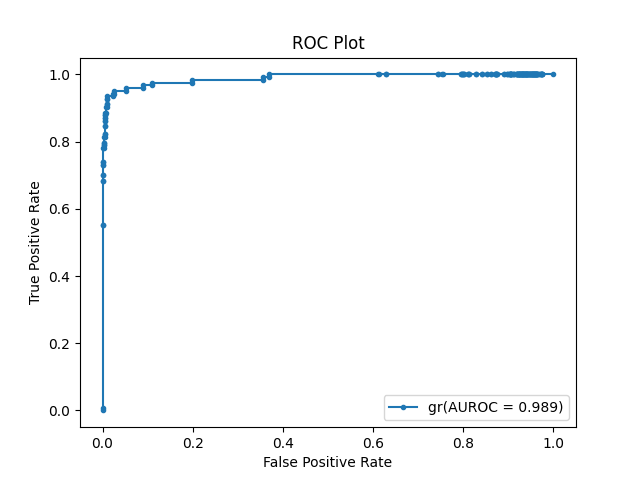 ROC Plot
True Positive Rate
1.0
0.8
0.6
0.4
0.2
0.0
gr(AUROC = 0.989)
0.0 0.2 0.4 0.6 0.8 1.0
False Positive Rate